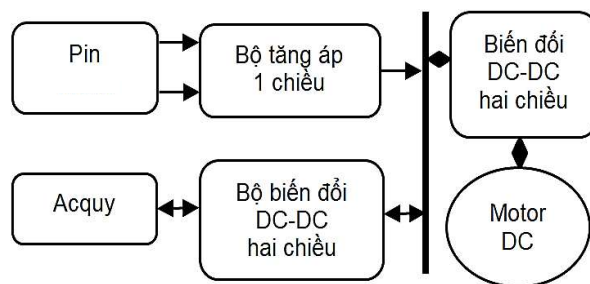 Pin
Bộ tăng áp
1 chiều
Biến đối
DC-DC
hai chiều
Acquy
Bộ biến đổi
DC-DC
hai chiều
Motor
DC